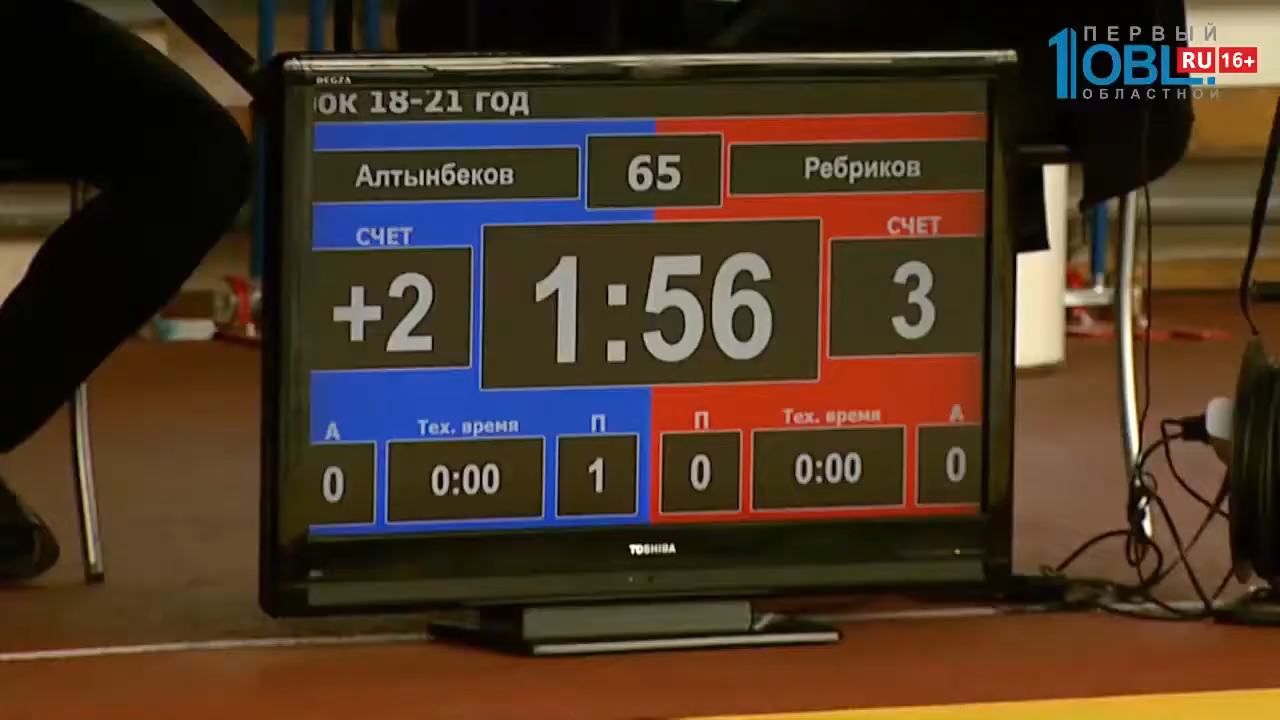 ПЕРВЫЙ
1OBL.
RU 16+
ОБЛАСТНОЙ
REGZA
рок 18-21 год
Алтынбеков 65 Ребриков
СЧЕТ СЧЕТ
+2 1:56 3
А Тех. время П П Тех. время А
0 0:00 1 0 0:00 0
TOSHIBA